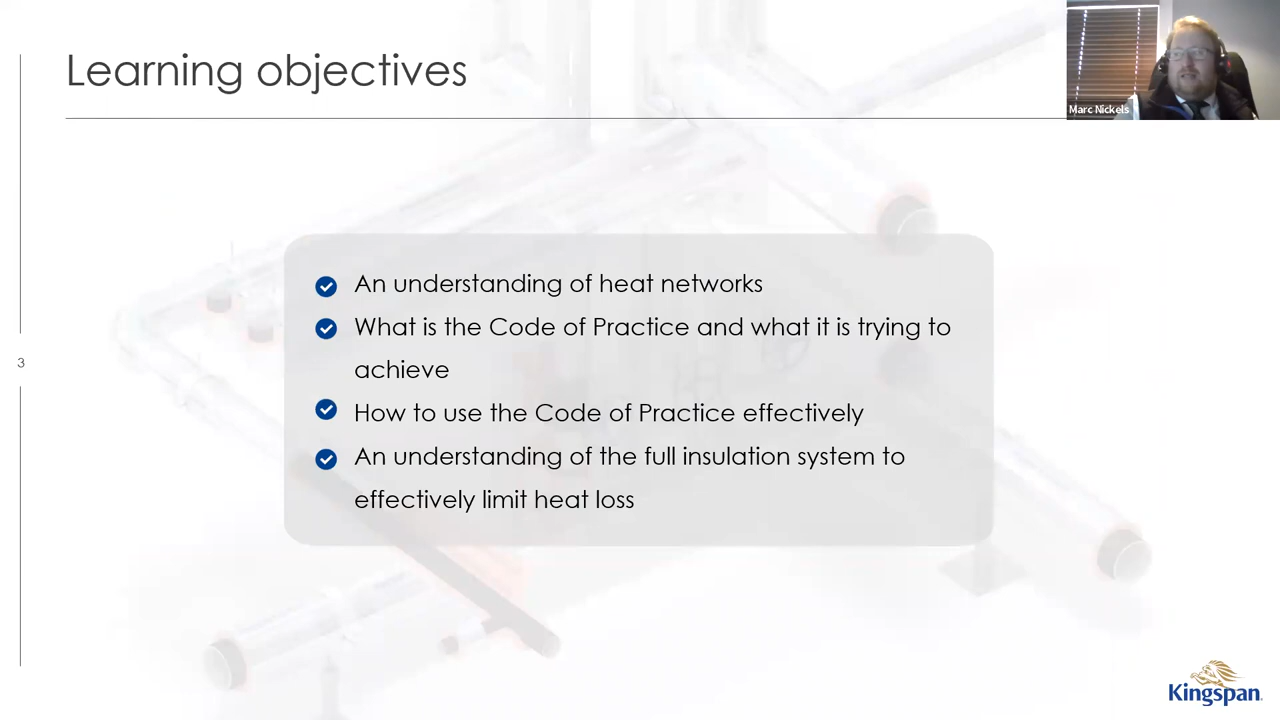 Learning objectives
Marc Nickels
An understanding of heat networks
What is the Code of Practice and what it is trying to
achieve
3
How to use the Code of Practice effectively
An understanding of the full insulation system to
effectively limit heat loss
Kingspan